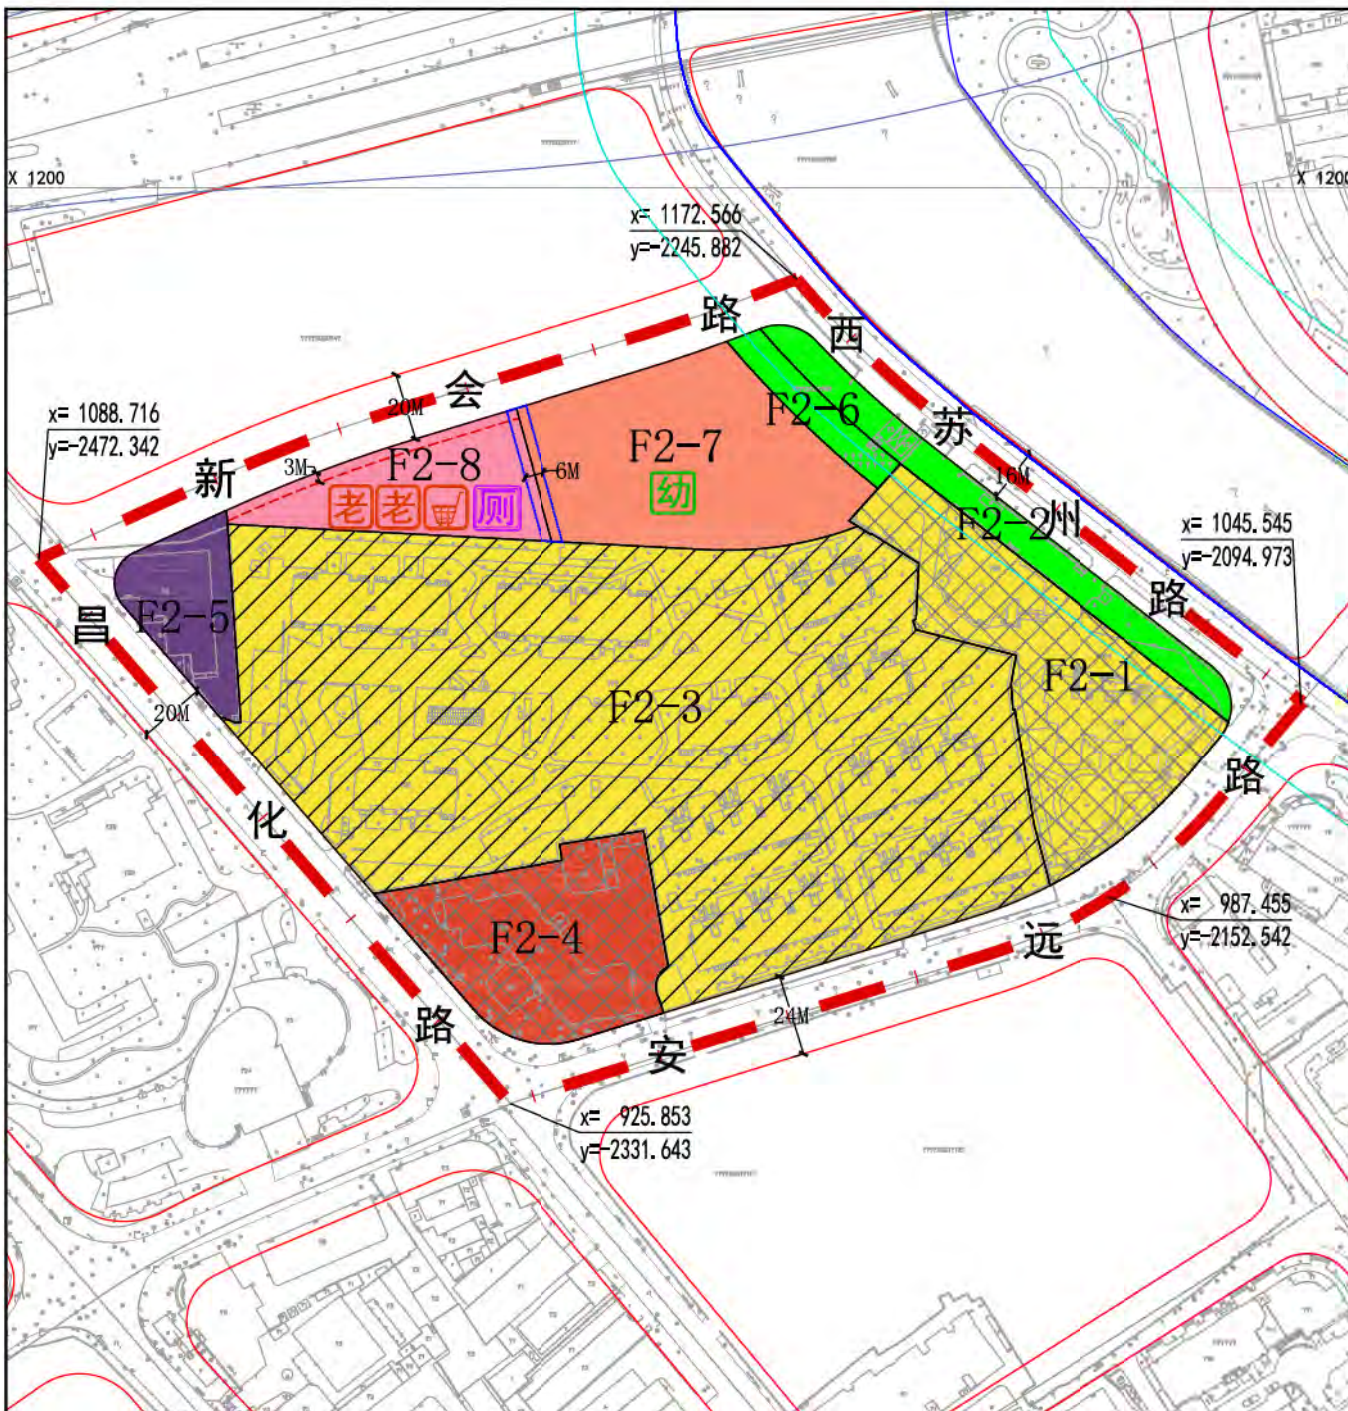 X 1200
X 1200
x= 1172.566
y=-2245.882
路
西
会
20M
x= 1088.716
y=-2472.342
F2-6
苏
新
3M
F2-8
6M
F2-7
16M
老 老 厕
幼
F2-2
州
x= 1045.545
y=-2094.973
昌
F2-5
路
F2-1
20M
F2-3
路
化
x= 987.455
y=-2152.542
F2-4
远
路
24M
安
x= 925.853
y=-2331.643